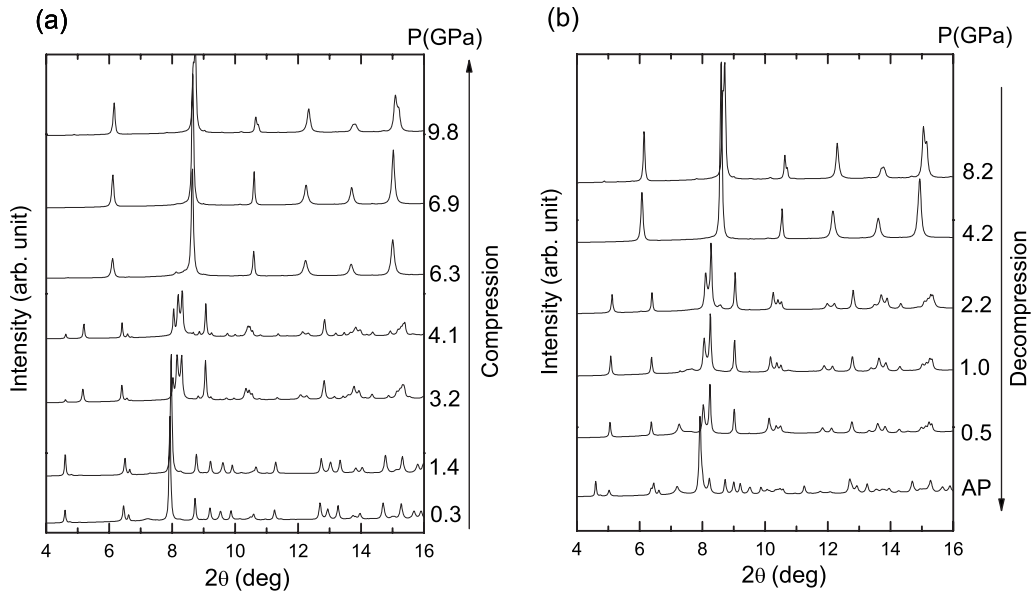 (a)
P(GPa)
9.8
6.9
6.3
4.1
3.2
1.4
0.3
Intensity (arb. unit)
Compression
4 6 8 10 12 14 16
2θ (deg)
(b)
P(GPa)
8.2
4.2
2.2
1.0
0.5
AP
Intensity (arb. unit)
Decompression
4 6 8 10 12 14 16
2θ (deg)